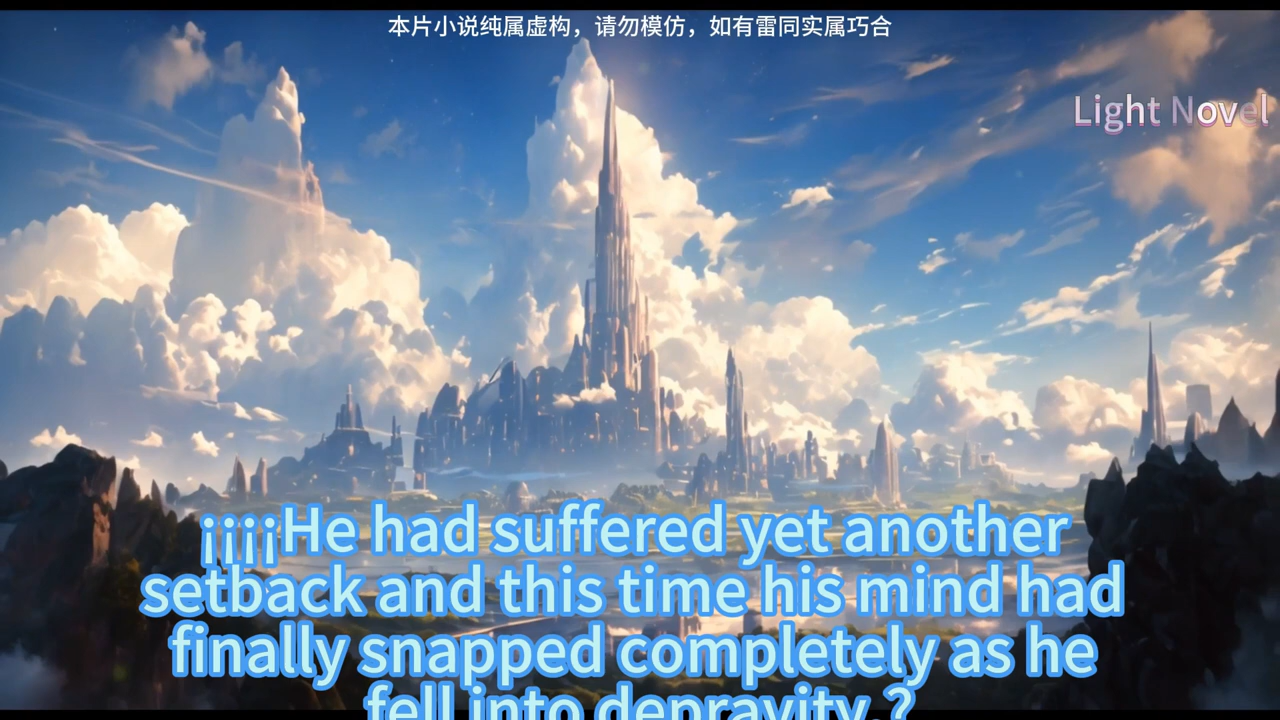 本片小说纯属虚构，请勿模仿，如有雷同实属巧合
Light Novel
¡¡¡¡He had suffered yet another
setback and this time his mind had
finally snapped completely as he
fell into depravity.?